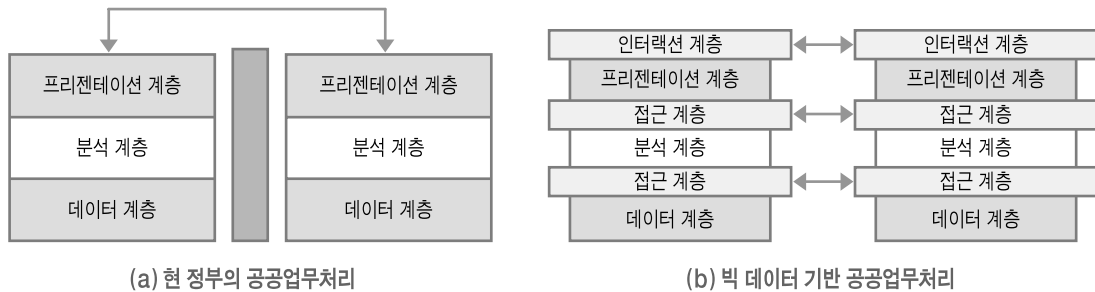 프리젠테이션 계층
분석 계층
데이터 계층
프리젠테이션 계층
분석 계층
데이터 계층
(a) 현 정부의 공공업무처리
인터랙션 계층
프리젠테이션 계층
접근 계층
분석 계층
접근 계층
데이터 계층
인터랙션 계층
프리젠테이션 계층
접근 계층
분석 계층
접근 계층
데이터 계층
(b) 빅 데이터 기반 공공업무처리